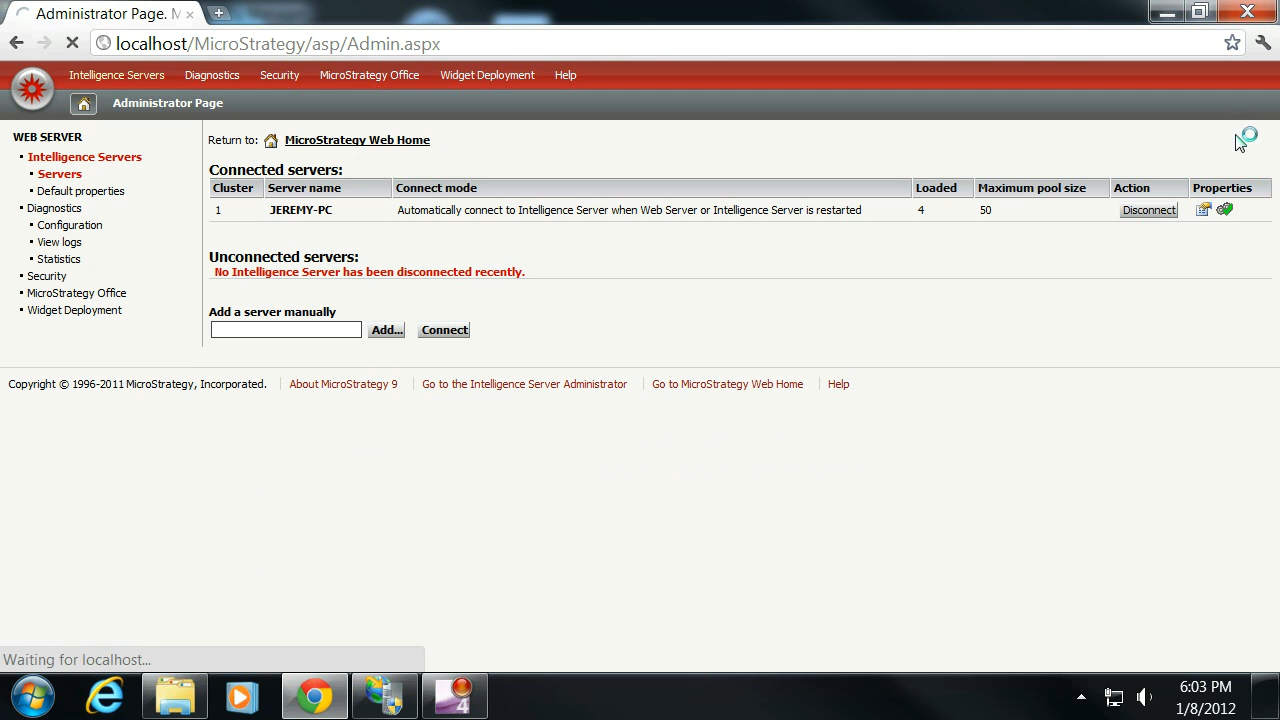 Administrator Page. M
localhost/MicroStrategy/asp/Admin.aspx
Intelligence Servers Diagnostics Security MicroStrategy Office Widget Deployment Help
Administrator Page
WEB SERVER
Intelligence Servers
Servers
Default properties
Diagnostics
Configuration
View logs
Statistics
Security
MicroStrategy Office
Widget Deployment
Return to: MicroStrategy Web Home
Connected servers:
Cluster Server name Connect mode Loaded Maximum pool size Action Properties
1 JEREMY-PC Automatically connect to Intelligence Server when Web Server or Intelligence Server is restarted 4 50 Disconnect
Unconnected servers:
No Intelligence Server has been disconnected recently.
Add a server manually
Add... Connect
Copyright © 1996-2011 MicroStrategy, Incorporated. About MicroStrategy 9 Go to the Intelligence Server Administrator Go to MicroStrategy Web Home Help
Waiting for localhost...
4
6:03 PM
1/8/2012